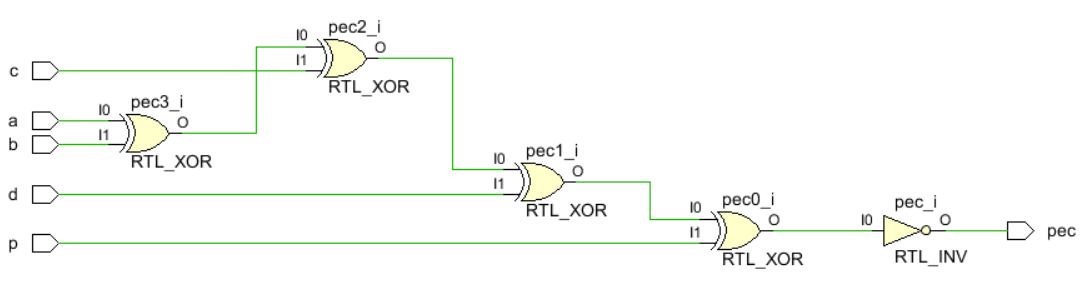 pec2_i
I0
O
I1
c
RTL_XOR
pec3_i
a
I0
O
b
I1
RTL_XOR
pec1_i
I0
O
I1
d
RTL_XOR
pec0_i
pec_i
I0
O
I0
O
pec
I1
p
RTL_XOR
RTL_INV